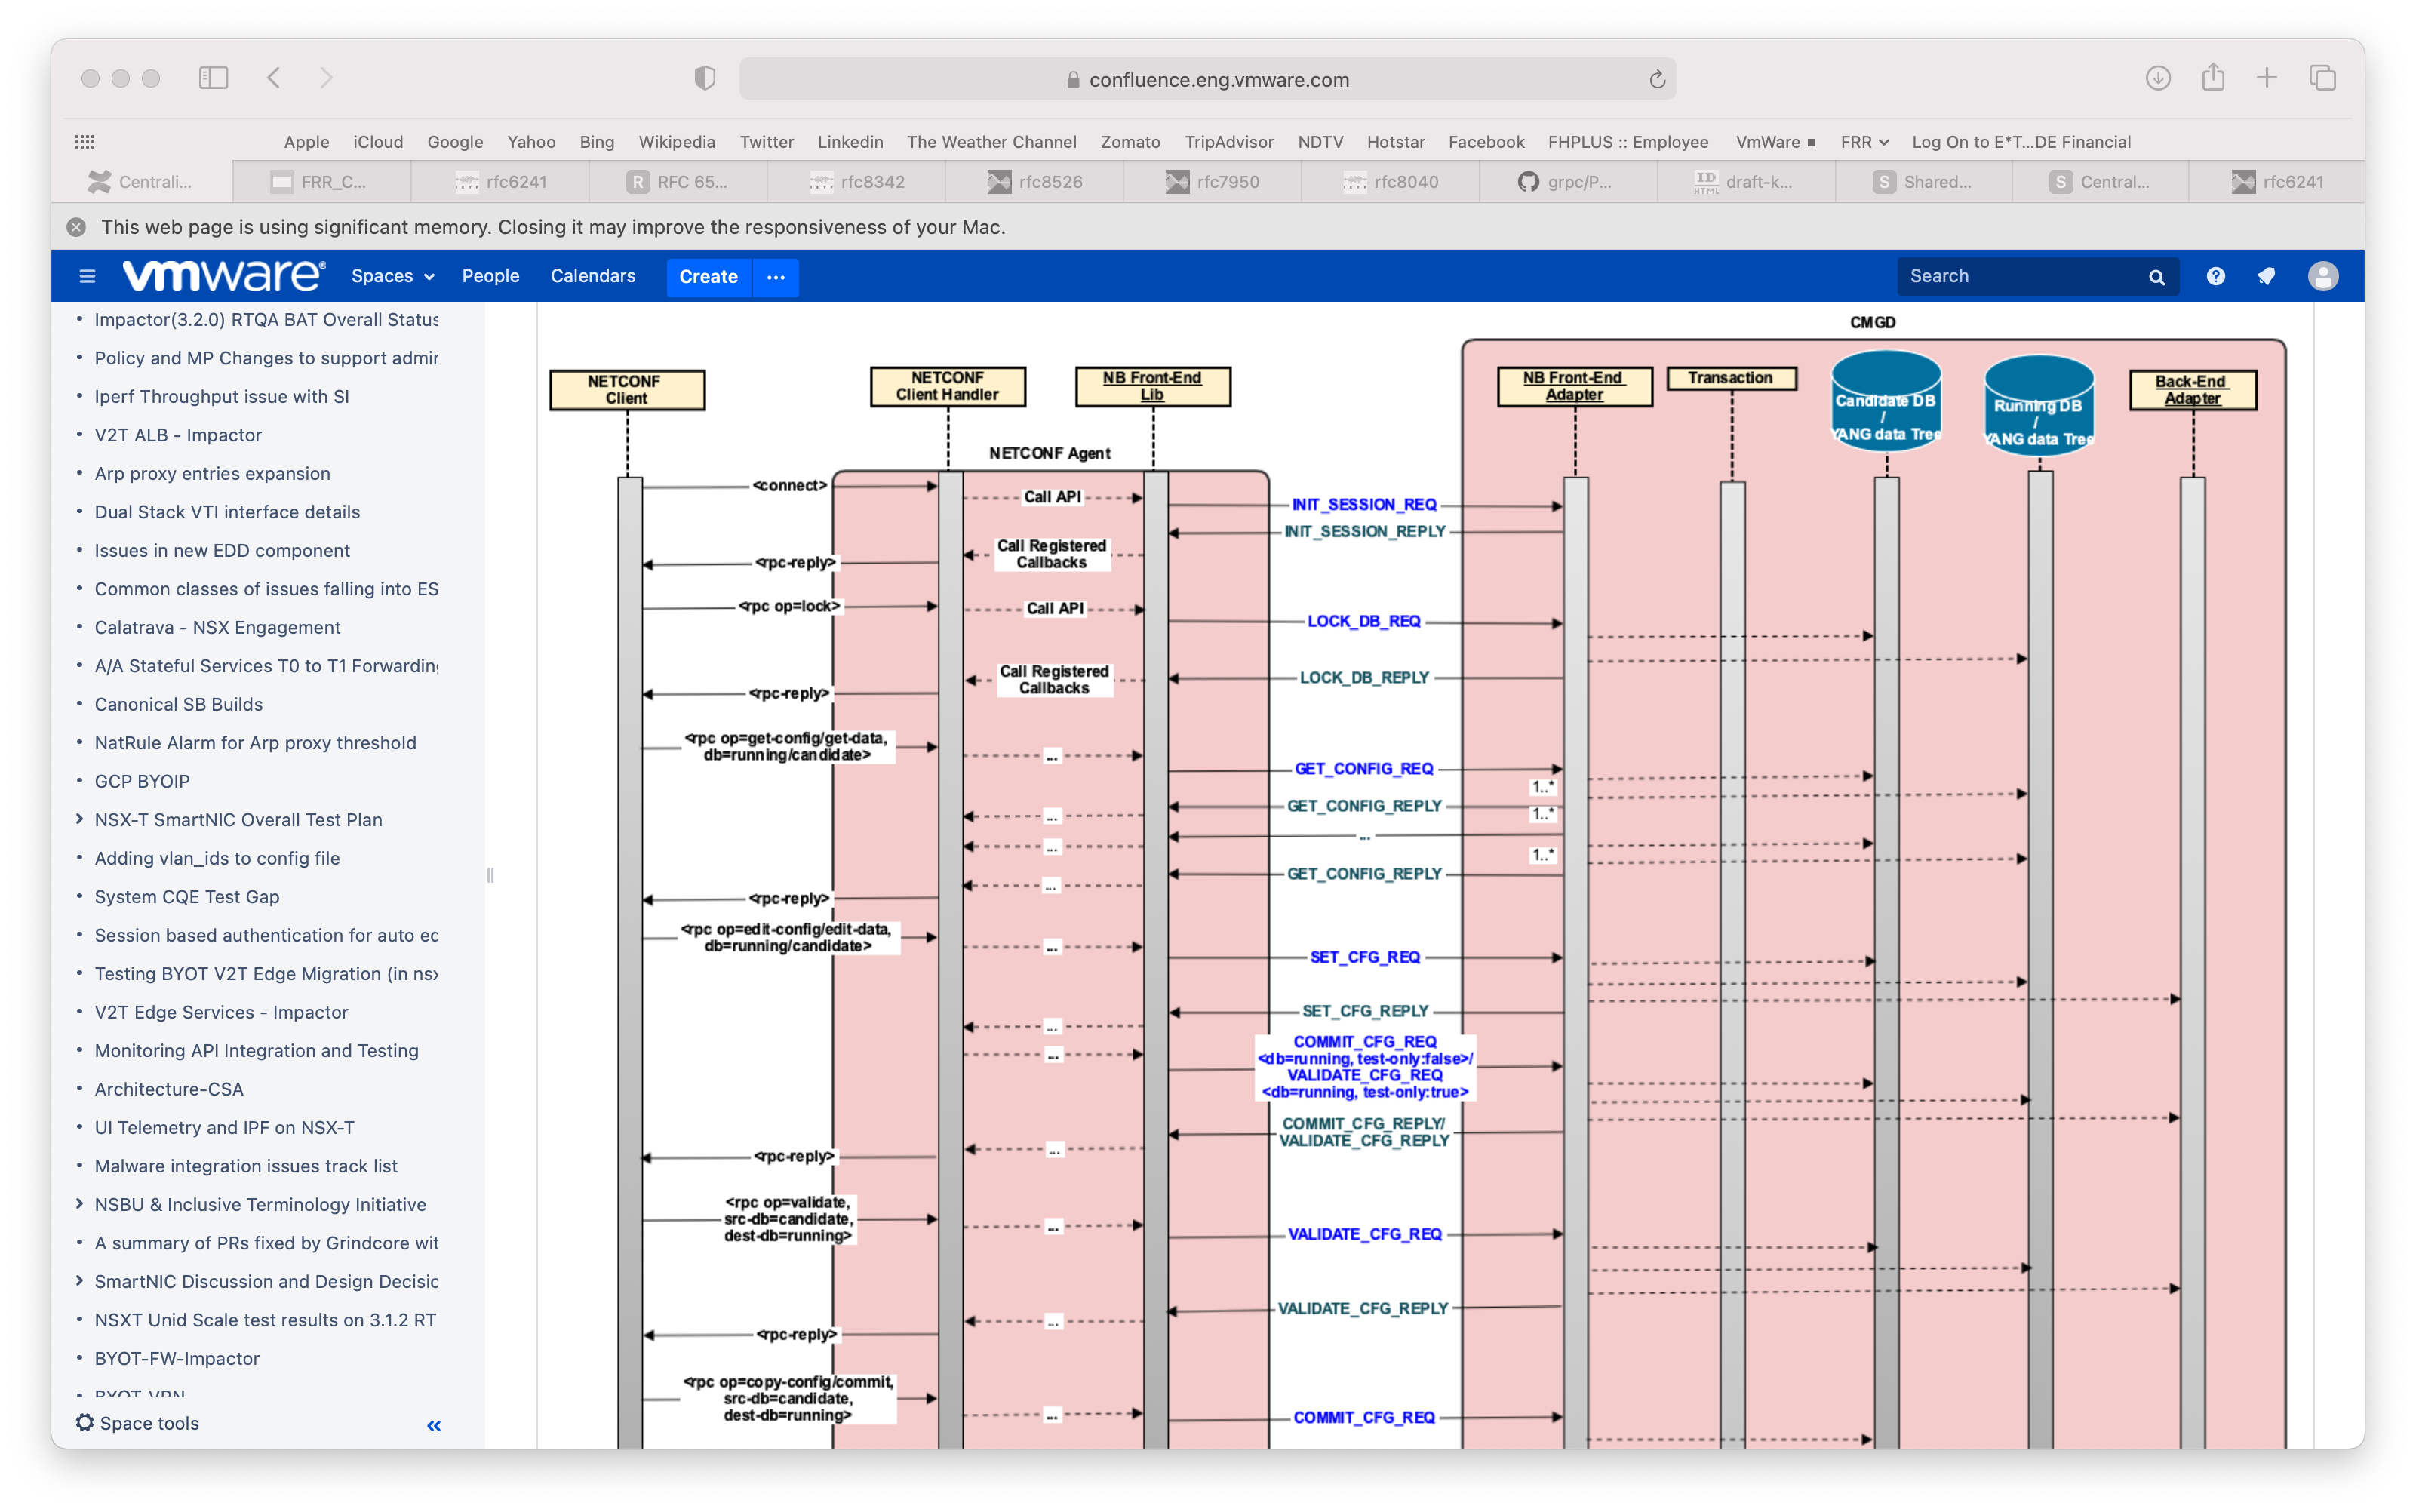 confluence.eng.vmware.com
Apple iCloud Google Yahoo Bing Wikipedia Twitter Linkedin The Weather Channel Zomato TripAdvisor NDTV Hotstar Facebook FHPLUS :: Employee VmWare FRR Log On to E*T...DE Financial
Centrali... FRR_C... rfc6241 R RFC 65... rfc8342 rfc8526 rfc7950 rfc8040 grpc/P... ID HTML draft-k... S Shared... S Central... rfc6241
This web page is using significant memory. Closing it may improve the responsiveness of your Mac.
vmware® Spaces People Calendars Create ... Search
Impactor(3.2.0) RTQA BAT Overall Status
Policy and MP Changes to support admir
Iperf Throughput issue with SI
V2T ALB - Impactor
Arp proxy entries expansion
Dual Stack VTI interface details
Issues in new EDD component
Common classes of issues falling into ES
Calatrava - NSX Engagement
A/A Stateful Services T0 to T1 Forwarding
Canonical SB Builds
NatRule Alarm for Arp proxy threshold
GCP BYOIP
NSX-T SmartNIC Overall Test Plan
Adding vlan_ids to config file
System CQE Test Gap
Session based authentication for auto ec
Testing BYOT V2T Edge Migration (in nsx
V2T Edge Services - Impactor
Monitoring API Integration and Testing
Architecture-CSA
UI Telemetry and IPF on NSX-T
Malware integration issues track list
NSBU & Inclusive Terminology Initiative
A summary of PRs fixed by Grindcore wit
SmartNIC Discussion and Design Decisic
NSXT Unid Scale test results on 3.1.2 RT
BYOT-FW-Impactor
BYOT-VPN
Space tools
CMGD
NETCONF
Client
NETCONF
Client Handler
NB Front-End
Lib
NB Front-End
Adapter
Transaction
Candidate DB
/
YANG data Tree
Running DB
/
YANG data Tree
Back-End
Adapter
NETCONF Agent
<connect>
Call API
INIT_SESSION_REQ
INIT_SESSION_REPLY
Call Registered
Callbacks
<rpc-reply>
<rpc op=lock>
Call API
LOCK_DB_REQ
Call Registered
Callbacks
LOCK_DB_REPLY
<rpc-reply>
<rpc op=get-config/get-data,
db=running/candidate>
...
GET_CONFIG_REQ
1..*
GET_CONFIG_REPLY
1..*
...
...
...
1..*
GET_CONFIG_REPLY
...
<rpc-reply>
<rpc op=edit-config/edit-data,
db=running/candidate>
...
SET_CFG_REQ
SET_CFG_REPLY
...
...
COMMIT_CFG_REQ
<db=running, test-only:false>/
VALIDATE_CFG_REQ
<db=running, test-only:true>
COMMIT_CFG_REPLY/
VALIDATE_CFG_REPLY
...
<rpc-reply>
<rpc op=validate,
src-db=candidate,
dest-db=running>
...
VALIDATE_CFG_REQ
VALIDATE_CFG_REPLY
...
<rpc-reply>
<rpc op=copy-config/commit,
src-db=candidate,
dest-db=running>
...
COMMIT_CFG_REQ